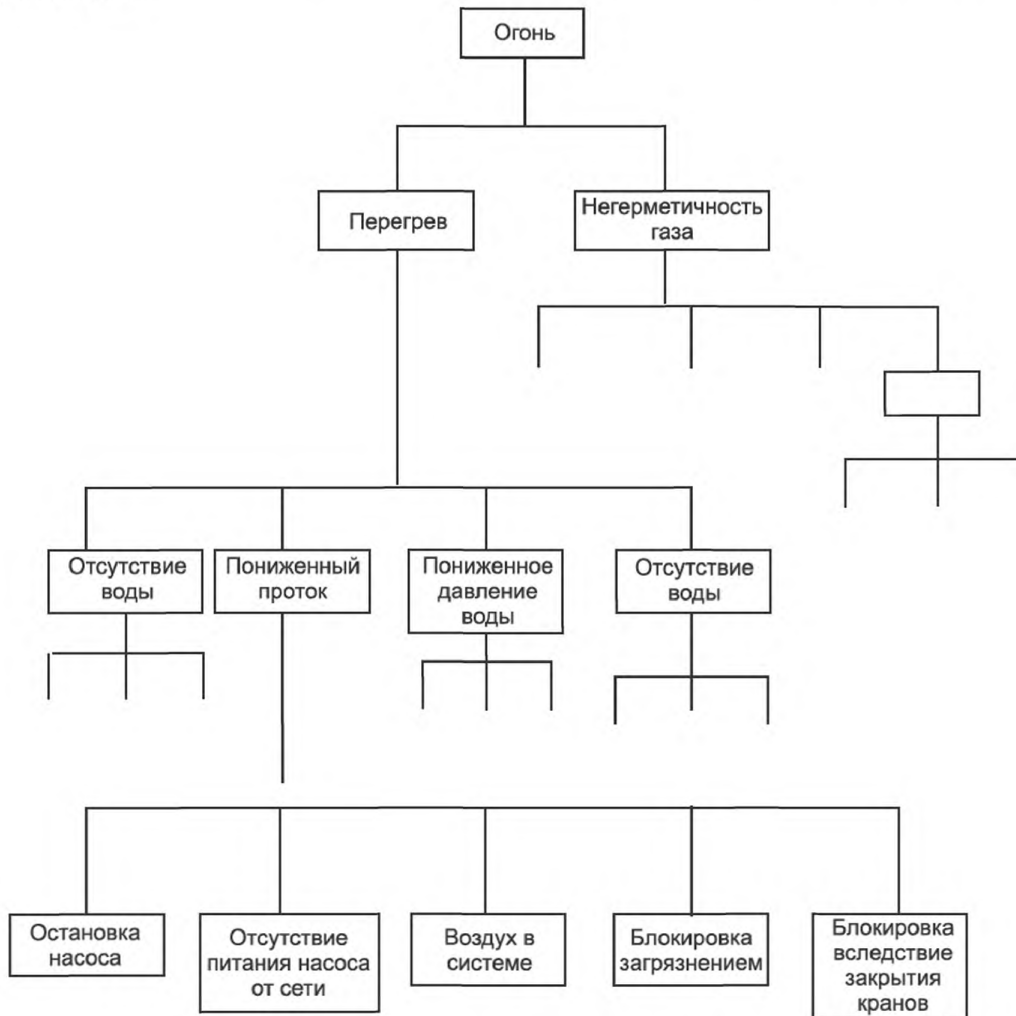 Огонь
Перегрев
Негерметичность
газа
Отсутствие
воды
Пониженный
проток
Пониженное
давление
воды
Отсутствие
воды
Остановка
насоса
Отсутствие
питания насоса
от сети
Воздух в
системе
Блокировка
загрязнением
Блокировка
вследствие
закрытия
кранов